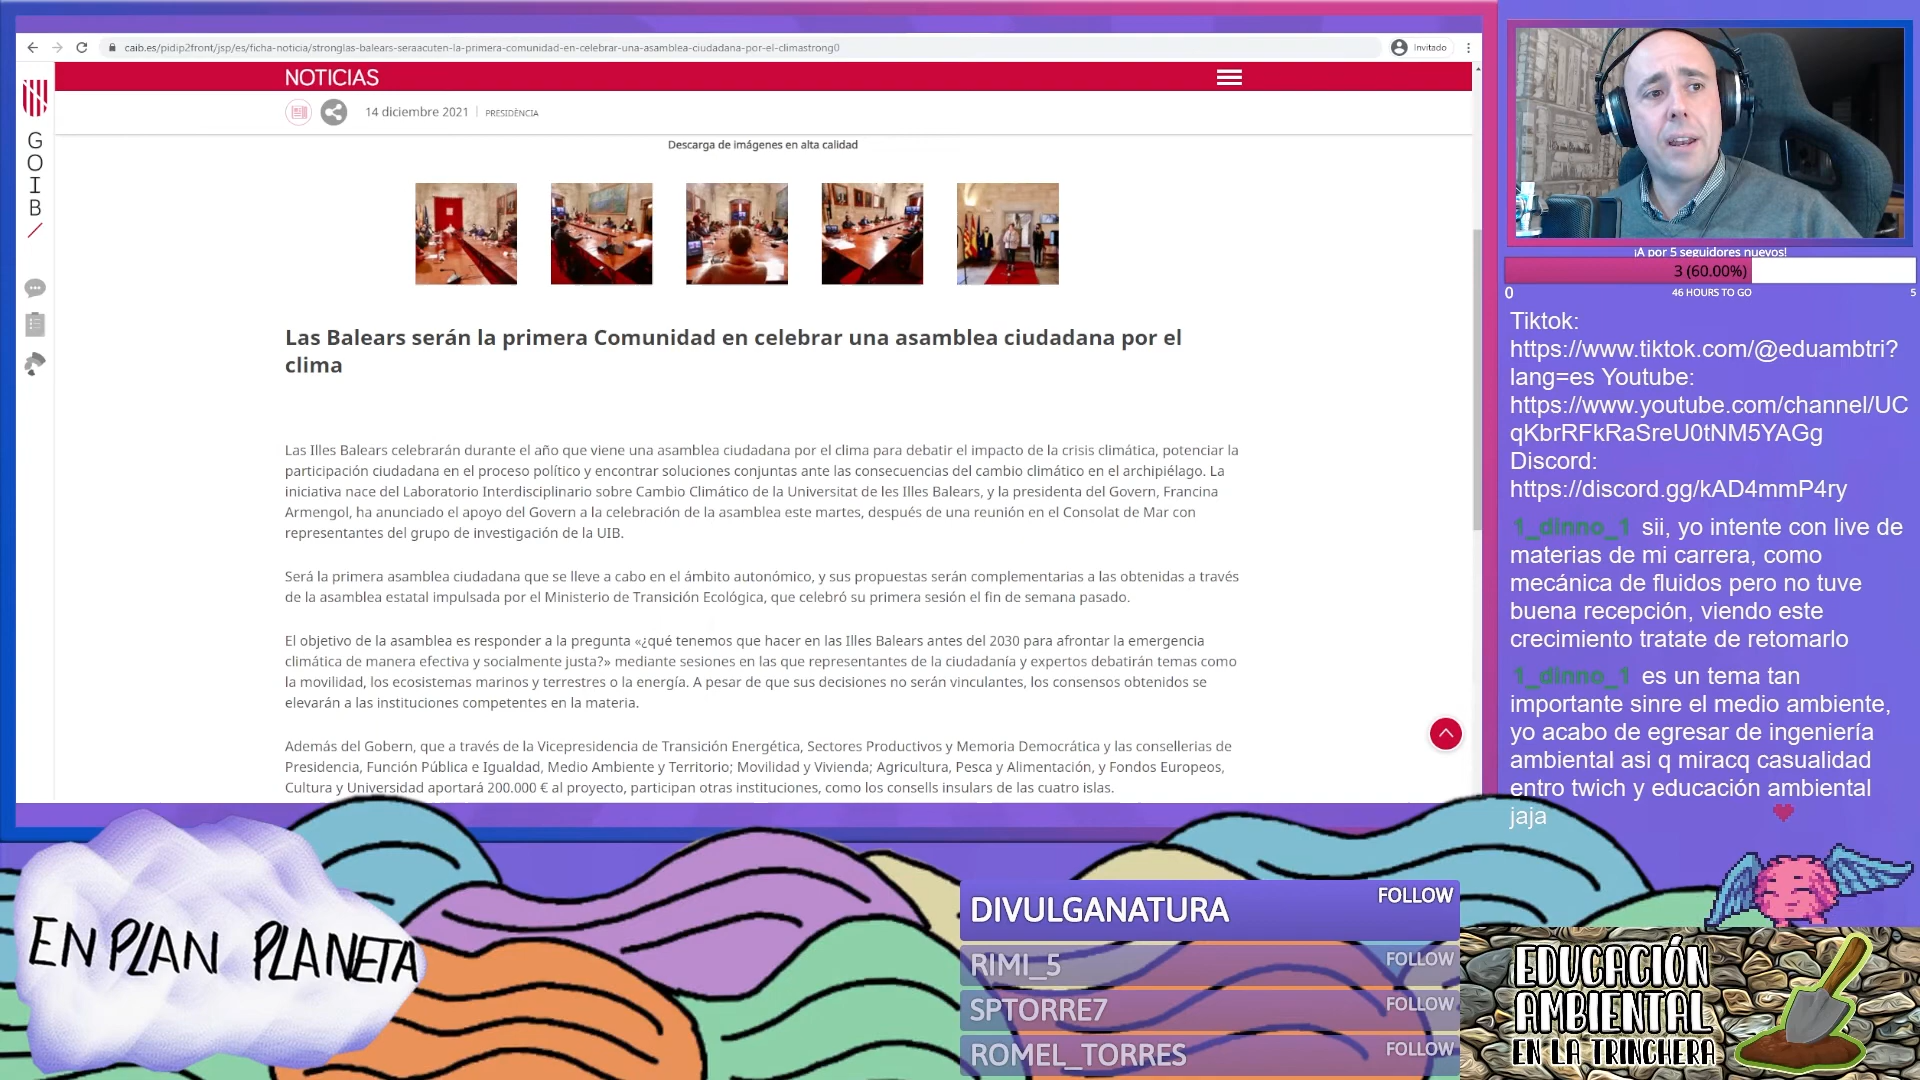 caib.es/pidip2front/jsp/es/ficha-noticia/stronglas-balears-seraacuten-la-primera-comunidad-en-celebrar-una-asamblea-ciudadana-por-el-climastrong0
Invitado
NOTICIAS
14 diciembre 2021 | PRESIDÈNCIA
GOIB
Descarga de imágenes en alta calidad
Las Balears serán la primera Comunidad en celebrar una asamblea ciudadana por el
clima
Las Illes Balears celebrarán durante el año que viene una asamblea ciudadana por el clima para debatir el impacto de la crisis climática, potenciar la
participación ciudadana en el proceso político y encontrar soluciones conjuntas ante las consecuencias del cambio climático en el archipiélago. La
iniciativa nace del Laboratorio Interdisciplinario sobre Cambio Climático de la Universitat de les Illes Balears, y la presidenta del Govern, Francina
Armengol, ha anunciado el apoyo del Govern a la celebración de la asamblea este martes, después de una reunión en el Consolat de Mar con
representantes del grupo de investigación de la UIB.
Será la primera asamblea ciudadana que se lleve a cabo en el ámbito autonómico, y sus propuestas serán complementarias a las obtenidas a través
de la asamblea estatal impulsada por el Ministerio de Transición Ecológica, que celebró su primera sesión el fin de semana pasado.
El objetivo de la asamblea es responder a la pregunta «¿qué tenemos que hacer en las Illes Balears antes del 2030 para afrontar la emergencia
climática de manera efectiva y socialmente justa?» mediante sesiones en las que representantes de la ciudadanía y expertos debatirán temas como
la movilidad, los ecosistemas marinos y terrestres o la energía. A pesar de que sus decisiones no serán vinculantes, los consensos obtenidos se
elevarán a las instituciones competentes en la materia.
Además del Gobern, que a través de la Vicepresidencia de Transición Energética, Sectores Productivos y Memoria Democrática y las consellerias de
Presidencia, Función Pública e Igualdad, Medio Ambiente y Territorio; Movilidad y Vivienda; Agricultura, Pesca y Alimentación, y Fondos Europeos,
Cultura y Universidad aportará 200.000 € al proyecto, participan otras instituciones, como los consells insulars de las cuatro islas.
¡A por 5 seguidores nuevos!
3 (60.00%)
0 46 HOURS TO GO 5
Tiktok:
https://www.tiktok.com/@eduambtri?
lang=es Youtube:
https://www.youtube.com/channel/UC
qKbrRFkRaSreU0tNM5YAGg
Discord:
https://discord.gg/kAD4mmP4ry
1_dinno_1 sii, yo intente con live de
materias de mi carrera, como
mecánica de fluidos pero no tuve
buena recepción, viendo este
crecimiento tratate de retomarlo
1_dinno_1 es un tema tan
importante sinre el medio ambiente,
yo acabo de egresar de ingeniería
ambiental asi q miracq casualidad
entro twich y educación ambiental
jaja
EN PLAN PLANETA
DIVULGANATURA FOLLOW
RIMI_5 FOLLOW
SPTORRE7 FOLLOW
ROMEL_TORRES FOLLOW
EDUCACIÓN
AMBIENTAL
EN LA TRINCHERA